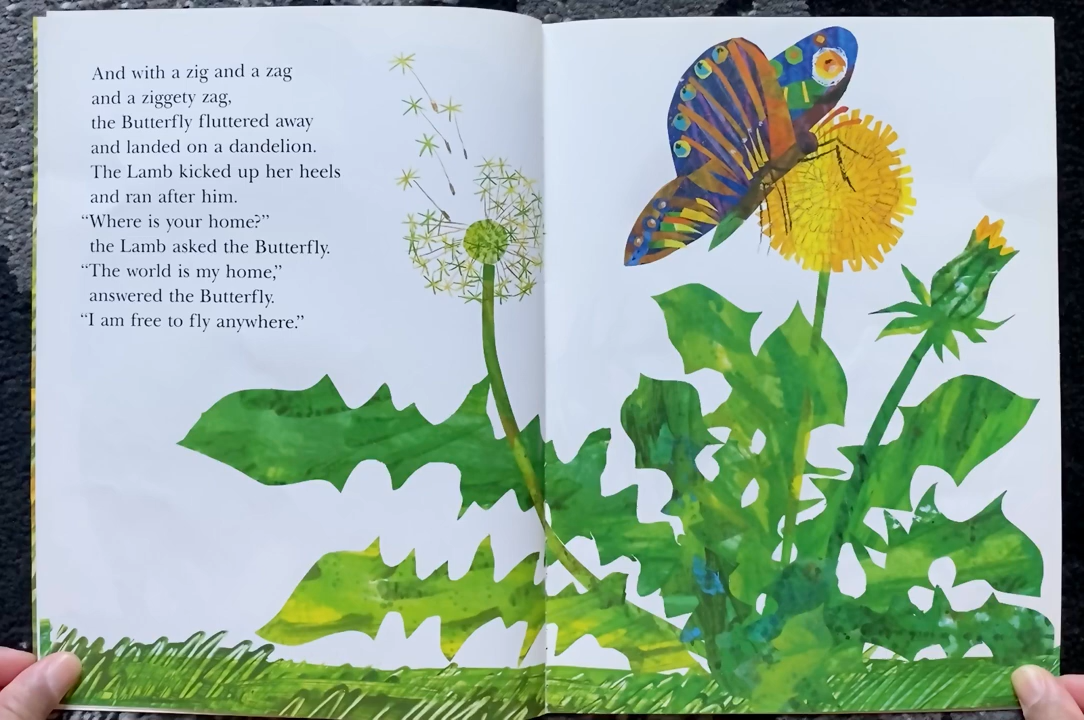 And with a zig and a zag
and a ziggety zag,
the Butterfly fluttered away
and landed on a dandelion.
The Lamb kicked up her heels
and ran after him.
“Where is your home?”
the Lamb asked the Butterfly.
“The world is my home,”
answered the Butterfly.
“I am free to fly anywhere.”